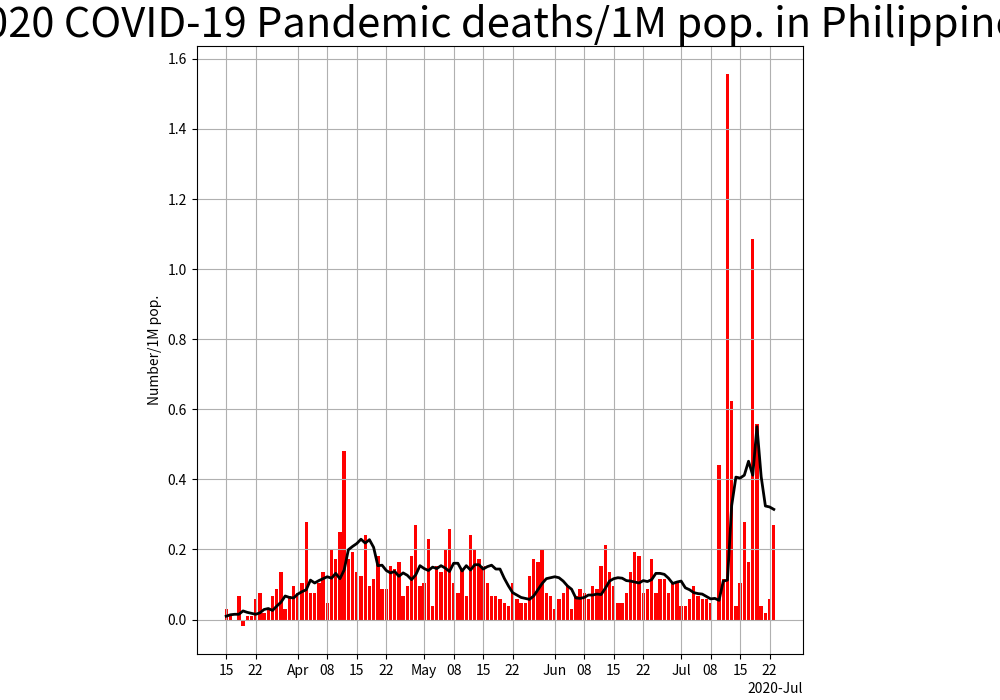 020 COVID-19 Pandemic deaths/1M pop. in Philippine
1.6
1.4
1.2
1.0
0.8
0.6
0.4
0.2
0.0
Number/1M pop.
15 22 Apr 08 15 22 May 08 15 22 Jun 08 15 22 Jul 08 15 22
2020-Jul